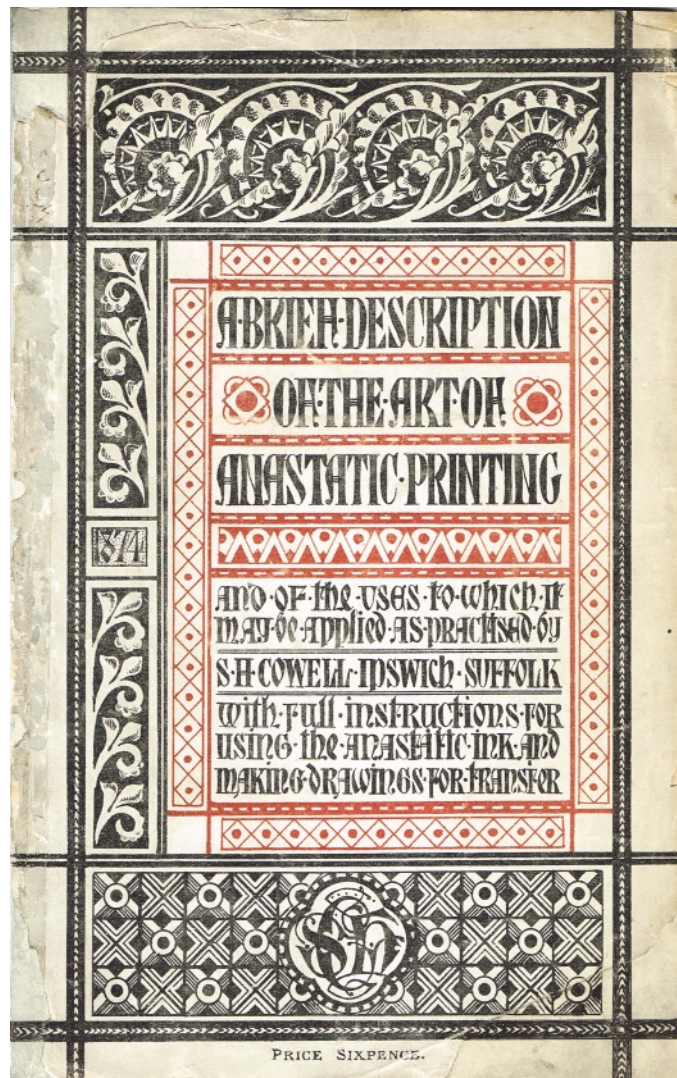 A·BRIEF·DESCRIPTION
OF·THE·ART·OF
ANASTATIC·PRINTING
1874
AND·OF·THE·USES·TO·WHICH·IT
MAY·BE·APPLIED·AS·PRACTISED·BY
S·H·COWELL·IPSWICH·SUFFOLK
WITH·FULL·INSTRUCTIONS·FOR
USING·THE·ANASTATIC·INK·AND
MAKING·DRAWINGS·FOR·TRANSFER
PRICE SIXPENCE.